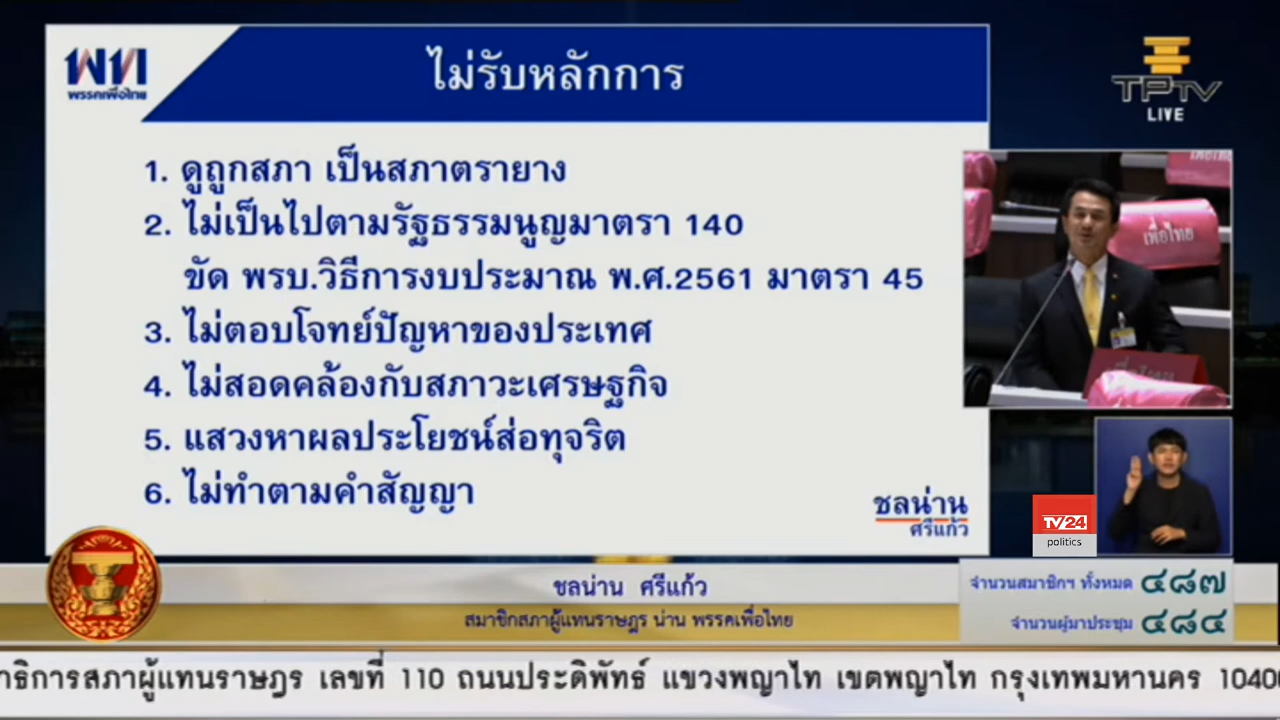 พท
พรรคเพื่อไทย
ไม่รับหลักการ
TPTV
LIVE
1. ดูถูกสภา เป็นสภาตรายาง
2. ไม่เป็นไปตามรัฐธรรมนูญมาตรา 140
ขัด พรบ.วิธีการงบประมาณ พ.ศ.2561 มาตรา 45
3. ไม่ตอบโจทย์ปัญหาของประเทศ
4. ไม่สอดคล้องกับสภาวะเศรษฐกิจ
5. แสวงหาผลประโยชน์ส่อทุจริต
6. ไม่ทำตามคำสัญญา
เพื่อไทย
ชลน่าน
ศรีแก้ว
TV24
politics
ชลน่าน ศรีแก้ว
สมาชิกสภาผู้แทนราษฎร น่าน พรรคเพื่อไทย
จำนวนสมาชิกฯ ทั้งหมด ๔๘๗
จำนวนผู้มาประชุม ๔๘๔
าธิการสภาผู้แทนราษฎร เลขที่ 110 ถนนประดิพัทธ์ แขวงพญาไท เขตพญาไท กรุงเทพมหานคร 10400